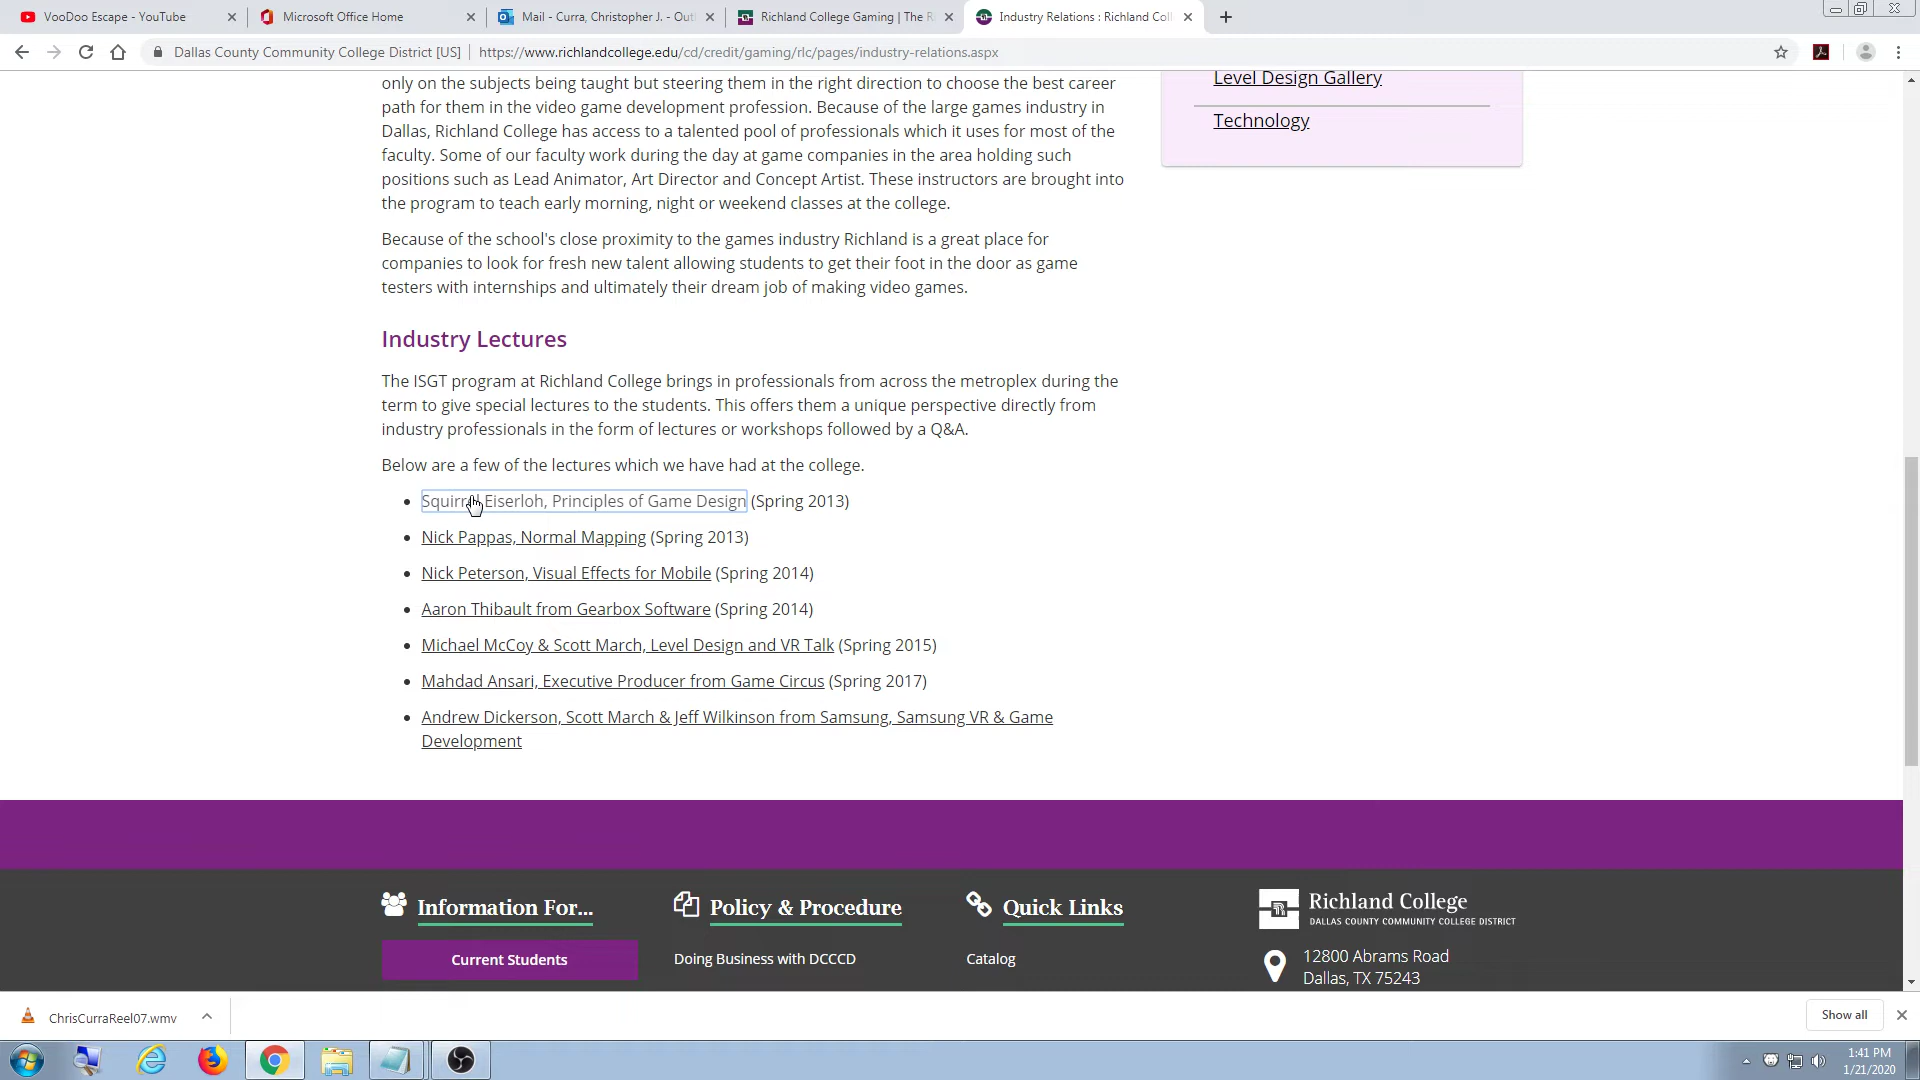 VooDoo Escape - YouTube
Microsoft Office Home
Mail - Curra, Christopher J. - Out
Richland College Gaming | The R
Industry Relations : Richland Coll
Dallas County Community College District [US]
https://www.richlandcollege.edu/cd/credit/gaming/rlc/pages/industry-relations.aspx
only on the subjects being taught but steering them in the right direction to choose the best career
path for them in the video game development profession. Because of the large games industry in
Dallas, Richland College has access to a talented pool of professionals which it uses for most of the
faculty. Some of our faculty work during the day at game companies in the area holding such
positions such as Lead Animator, Art Director and Concept Artist. These instructors are brought into
the program to teach early morning, night or weekend classes at the college.
Because of the school's close proximity to the games industry Richland is a great place for
companies to look for fresh new talent allowing students to get their foot in the door as game
testers with internships and ultimately their dream job of making video games.
Level Design Gallery
Technology
Industry Lectures
The ISGT program at Richland College brings in professionals from across the metroplex during the
term to give special lectures to the students. This offers them a unique perspective directly from
industry professionals in the form of lectures or workshops followed by a Q&A.
Below are a few of the lectures which we have had at the college.
Squirrel Eiserloh, Principles of Game Design (Spring 2013)
Nick Pappas, Normal Mapping (Spring 2013)
Nick Peterson, Visual Effects for Mobile (Spring 2014)
Aaron Thibault from Gearbox Software (Spring 2014)
Michael McCoy & Scott March, Level Design and VR Talk (Spring 2015)
Mahdad Ansari, Executive Producer from Game Circus (Spring 2017)
Andrew Dickerson, Scott March & Jeff Wilkinson from Samsung, Samsung VR & Game
Development
Information For...
Current Students
Policy & Procedure
Doing Business with DCCCD
Quick Links
Catalog
Richland College
DALLAS COUNTY COMMUNITY COLLEGE DISTRICT
12800 Abrams Road
Dallas, TX 75243
ChrisCurraReel07.wmv
Show all
1:41 PM
1/21/2020